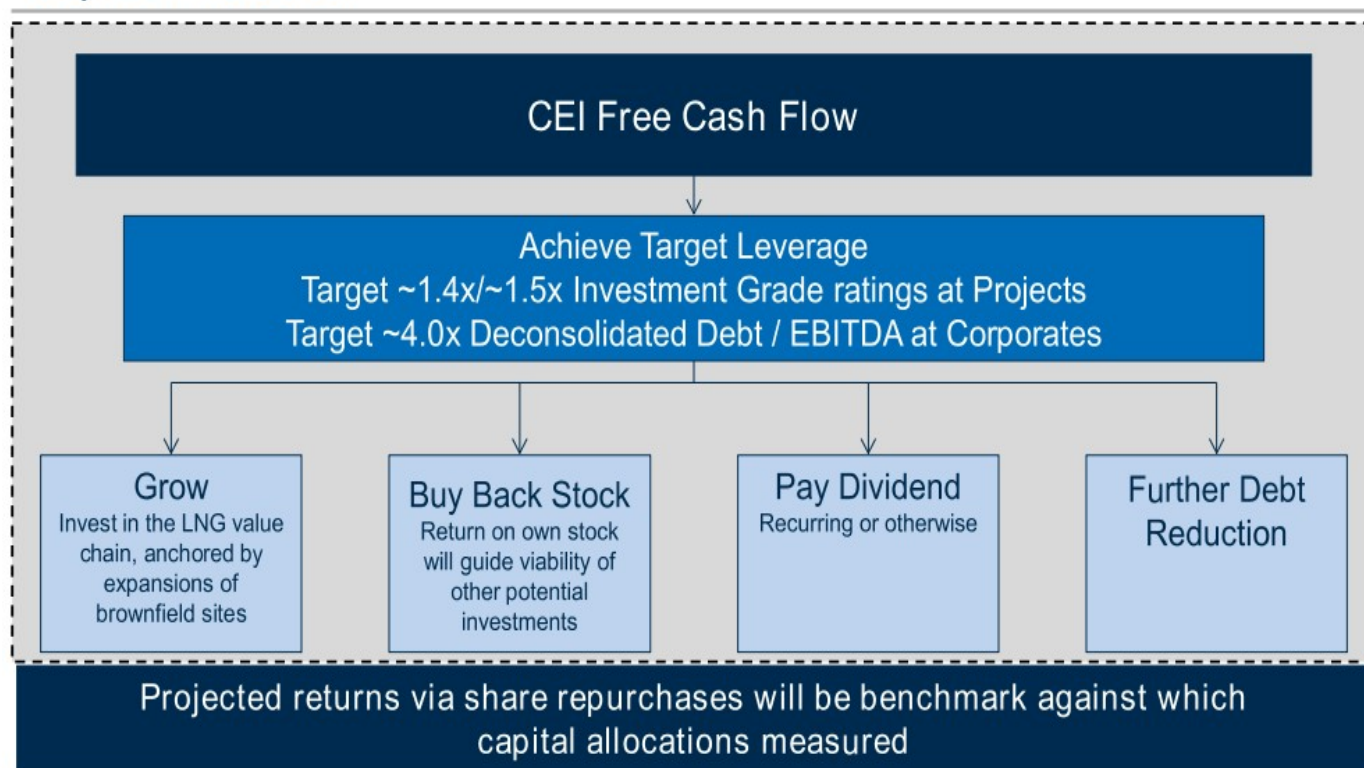 CEI Free Cash Flow
Achieve Target Leverage
Target ~1.4x/~1.5x Investment Grade ratings at Projects
Target ~4.0x Deconsolidated Debt / EBITDA at Corporates
Grow
Invest in the LNG value
chain, anchored by
expansions of
brownfield sites
Buy Back Stock
Return on own stock
will guide viability of
other potential
investments
Pay Dividend
Recurring or otherwise
Further Debt
Reduction
Projected returns via share repurchases will be benchmark against which
capital allocations measured